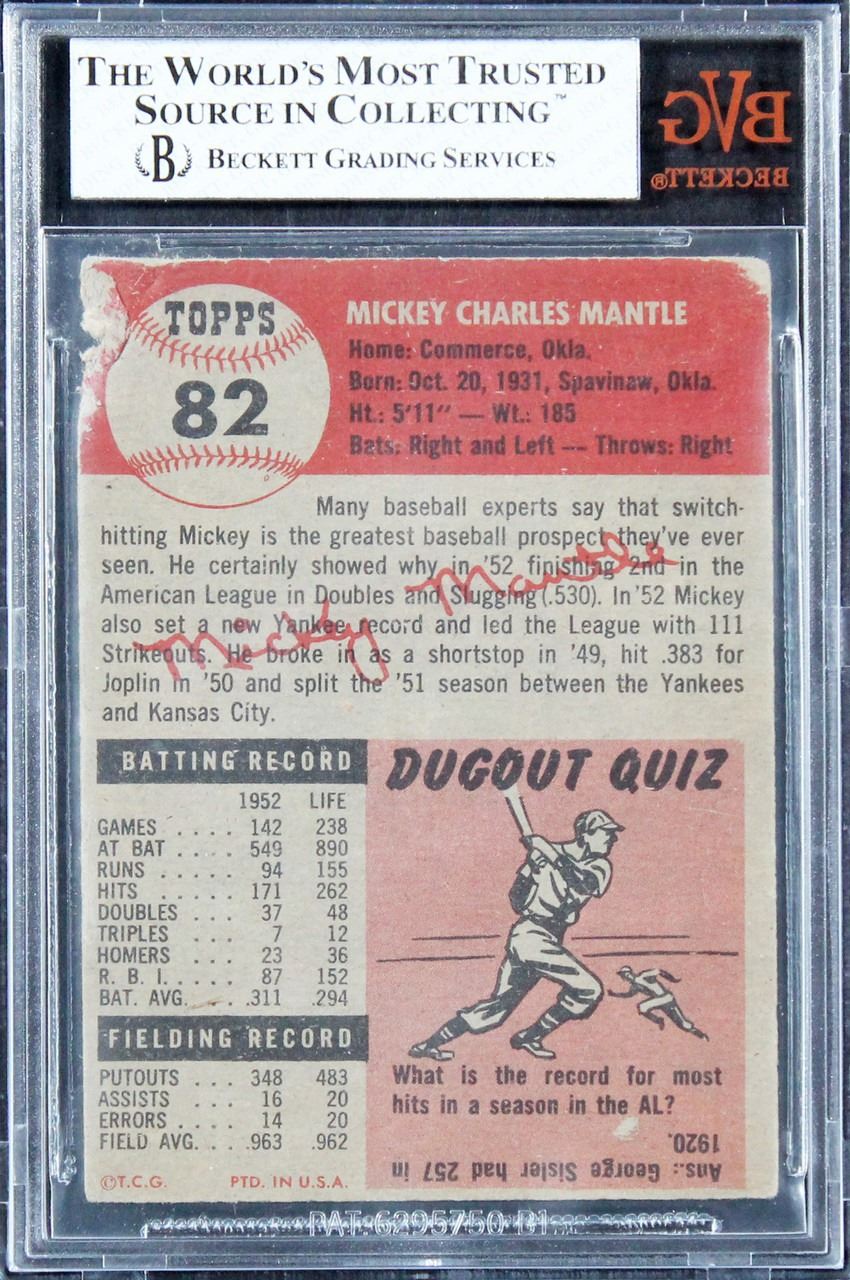 THE WORLD'S MOST TRUSTED
SOURCE IN COLLECTING™
B BECKETT GRADING SERVICES
BVG
BECKETT®
TOPPS
82
MICKEY CHARLES MANTLE
Home: Commerce, Okla.
Born: Oct. 20, 1931, Spavinaw, Okla.
Ht.: 5'11" — Wt.: 185
Bats: Right and Left — Throws: Right
Many baseball experts say that switch-
hitting Mickey is the greatest baseball prospect they've ever
seen. He certainly showed why in '52 finishing 2nd in the
American League in Doubles and Slugging (.530). In '52 Mickey
also set a new Yankee record and led the League with 111
Strikeouts. He broke in as a shortstop in '49, hit .383 for
Joplin in '50 and split the '51 season between the Yankees
and Kansas City.
Mickey Mantle
BATTING RECORD
1952 LIFE
GAMES .... 142 238
AT BAT .... 549 890
RUNS ..... 94 155
HITS ..... 171 262
DOUBLES ... 37 48
TRIPLES ... 7 12
HOMERS ... 23 36
R. B. I. .... 87 152
BAT. AVG. ... .311 .294
FIELDING RECORD
PUTOUTS ... 348 483
ASSISTS ... 16 20
ERRORS .... 14 20
FIELD AVG. ... .963 .962
©T.C.G. PTD. IN U.S.A.
DUGOUT QUIZ
What is the record for most
hits in a season in the AL?
Ans.: George Sisler had 257 in
1920.
PAT. 6295750 B1